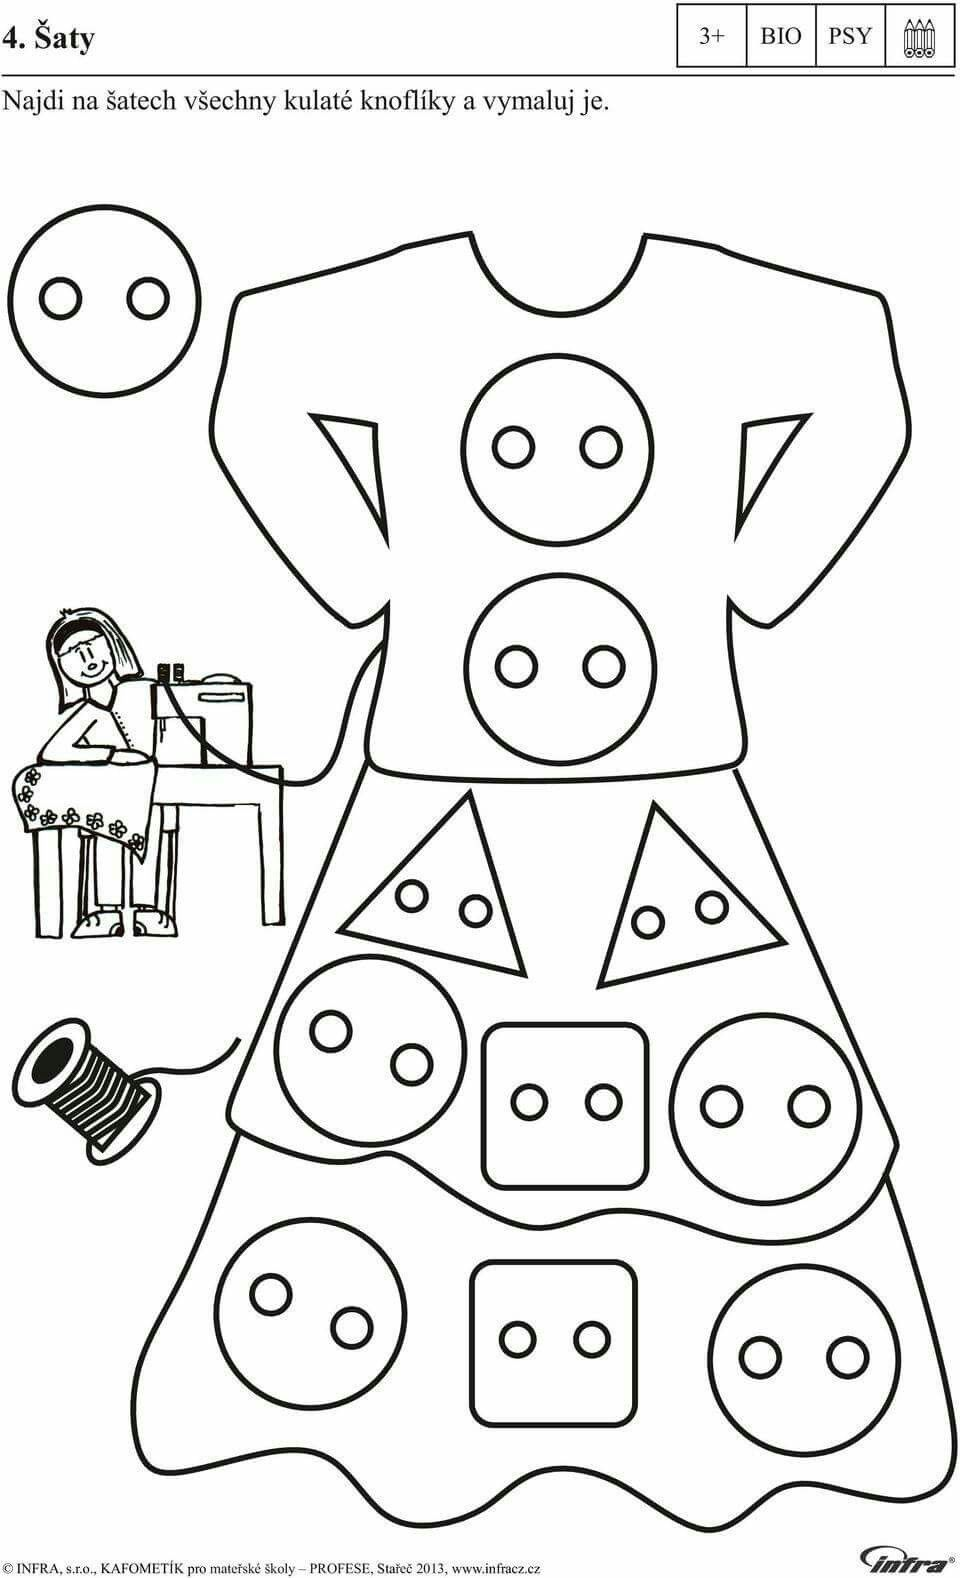 4. Šaty
3+ BIO PSY
Najdi na šatech všechny kulaté knoflíky a vymaluj je.
© INFRA, s.r.o., KAFOMETÍK pro mateřské školy – PROFESE, Stařeč 2013, www.infracz.cz
infra®